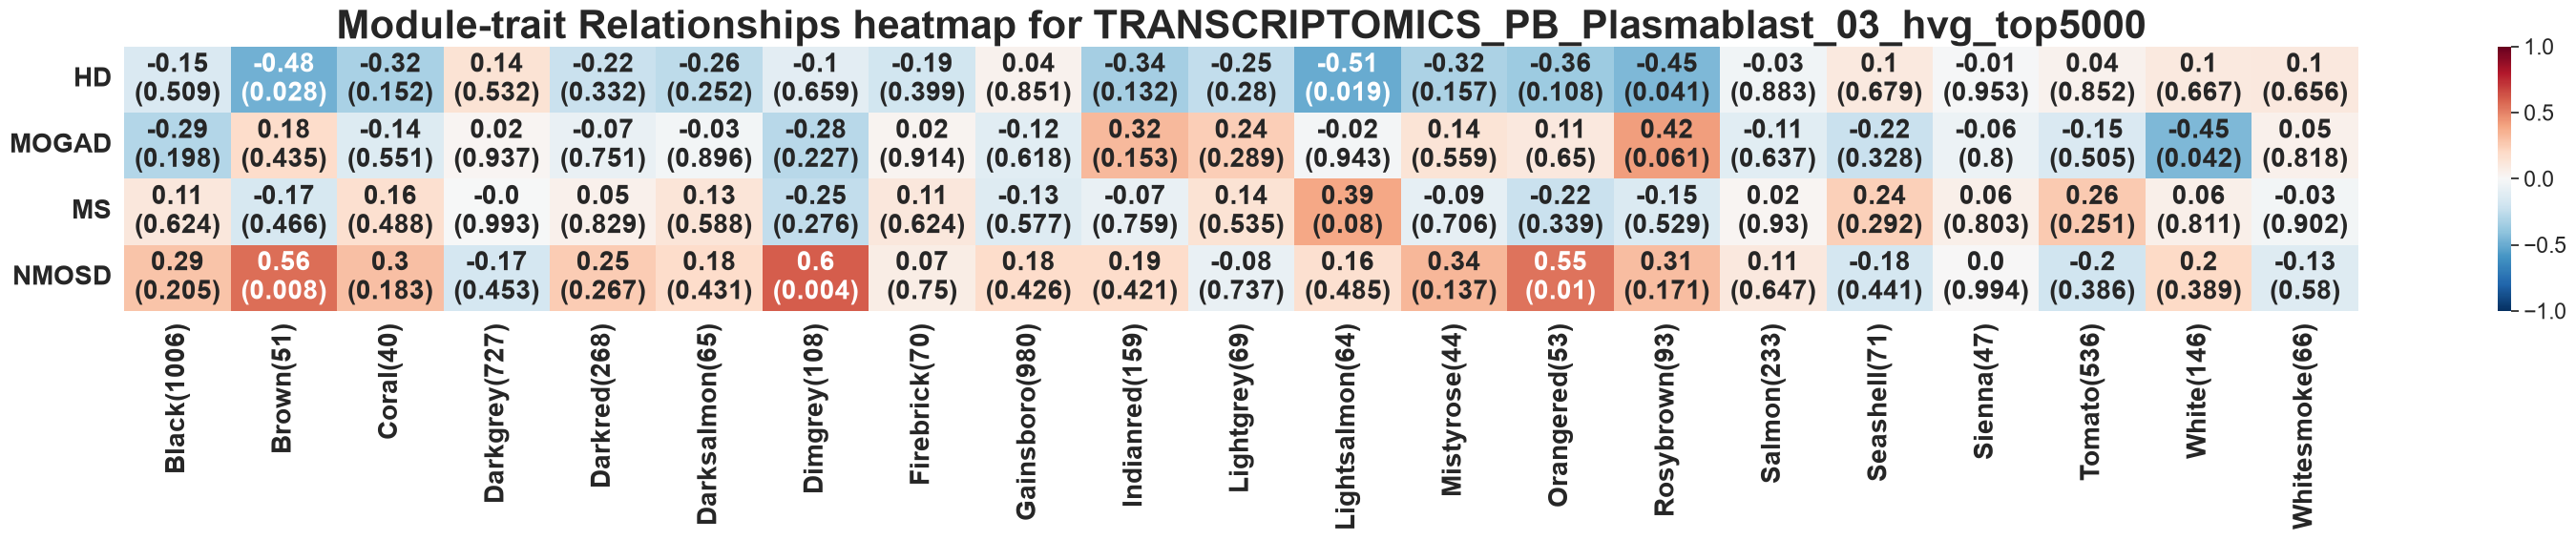 Module-trait Relationships heatmap for TRANSCRIPTOMICS_PB_Plasmablast_03_hvg_top5000
HD
-0.15 -0.48 -0.32 0.14 -0.22 -0.26 -0.1 -0.19 0.04 -0.34 -0.25 -0.51 -0.32 -0.36 -0.45 -0.03 0.1 -0.01 0.04 0.1 0.1
(0.509) (0.028) (0.152) (0.532) (0.332) (0.252) (0.659) (0.399) (0.851) (0.132) (0.28) (0.019) (0.157) (0.108) (0.041) (0.883) (0.679) (0.953) (0.852) (0.667) (0.656)
MOGAD
-0.29 0.18 -0.14 0.02 -0.07 -0.03 -0.28 0.02 -0.12 0.32 0.24 -0.02 0.14 0.11 0.42 -0.11 -0.22 -0.06 -0.15 -0.45 0.05
(0.198) (0.435) (0.551) (0.937) (0.751) (0.896) (0.227) (0.914) (0.618) (0.153) (0.289) (0.943) (0.559) (0.65) (0.061) (0.637) (0.328) (0.8) (0.505) (0.042) (0.818)
MS
0.11 -0.17 0.16 -0.0 0.05 0.13 -0.25 0.11 -0.13 -0.07 0.14 0.39 -0.09 -0.22 -0.15 0.02 0.24 0.06 0.26 0.06 -0.03
(0.624) (0.466) (0.488) (0.993) (0.829) (0.588) (0.276) (0.624) (0.577) (0.759) (0.535) (0.08) (0.706) (0.339) (0.529) (0.93) (0.292) (0.803) (0.251) (0.811) (0.902)
NMOSD
0.29 0.56 0.3 -0.17 0.25 0.18 0.6 0.07 0.18 0.19 -0.08 0.16 0.34 0.55 0.31 0.11 -0.18 0.0 -0.2 0.2 -0.13
(0.205) (0.008) (0.183) (0.453) (0.267) (0.431) (0.004) (0.75) (0.426) (0.421) (0.737) (0.485) (0.137) (0.01) (0.171) (0.647) (0.441) (0.994) (0.386) (0.389) (0.58)
Black(1006)
Brown(51)
Coral(40)
Darkgrey(727)
Darkred(268)
Darksalmon(65)
Dimgrey(108)
Firebrick(70)
Gainsboro(980)
Indianred(159)
Lightgrey(69)
Lightsalmon(64)
Mistyrose(44)
Orangered(53)
Rosybrown(93)
Salmon(233)
Seashell(71)
Sienna(47)
Tomato(536)
White(146)
Whitesmoke(66)
1.0
0.5
0.0
−0.5
−1.0